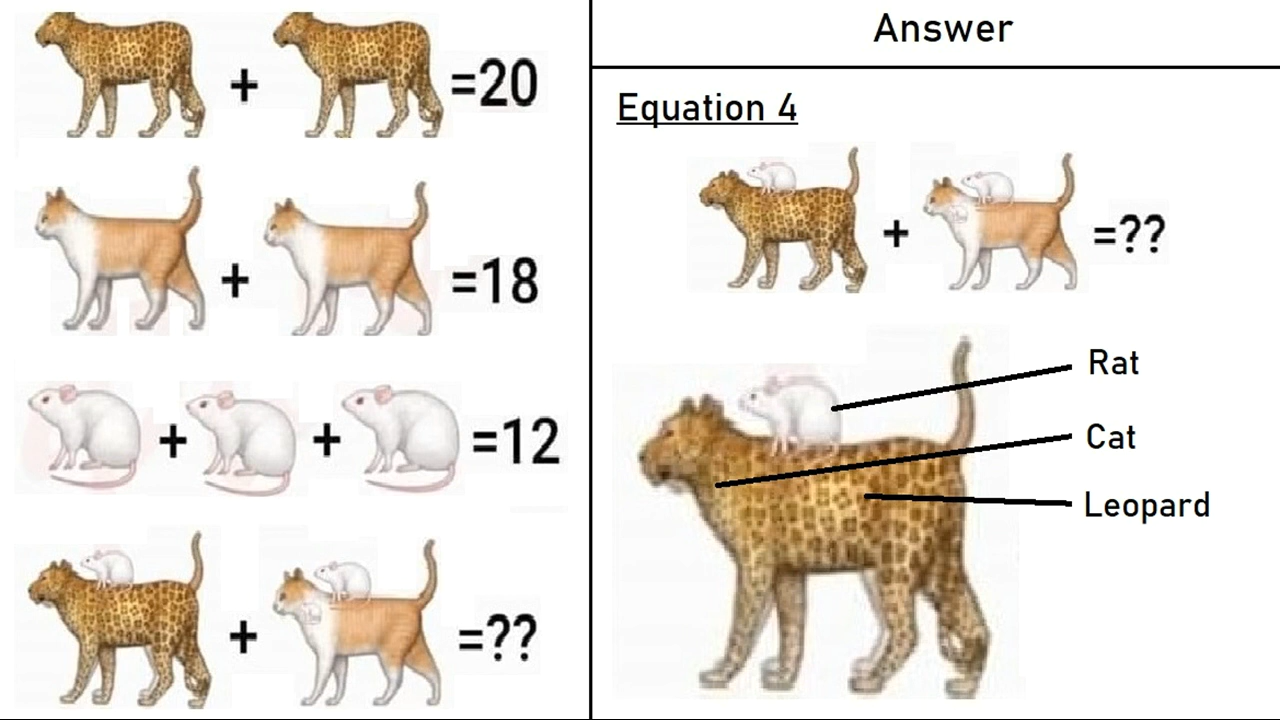 + =20
+ =18
+ + =12
+ =??
Answer
Equation 4
+ =??
Rat
Cat
Leopard